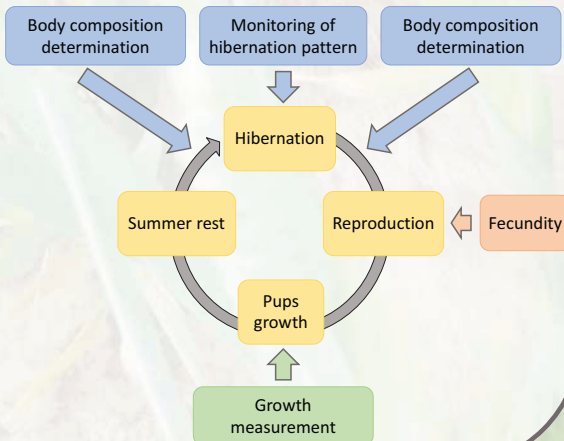 Body composition
determination
Monitoring of
hibernation pattern
Body composition
determination
Hibernation
Summer rest
Reproduction
Fecundity
Pups
growth
Growth
measurement